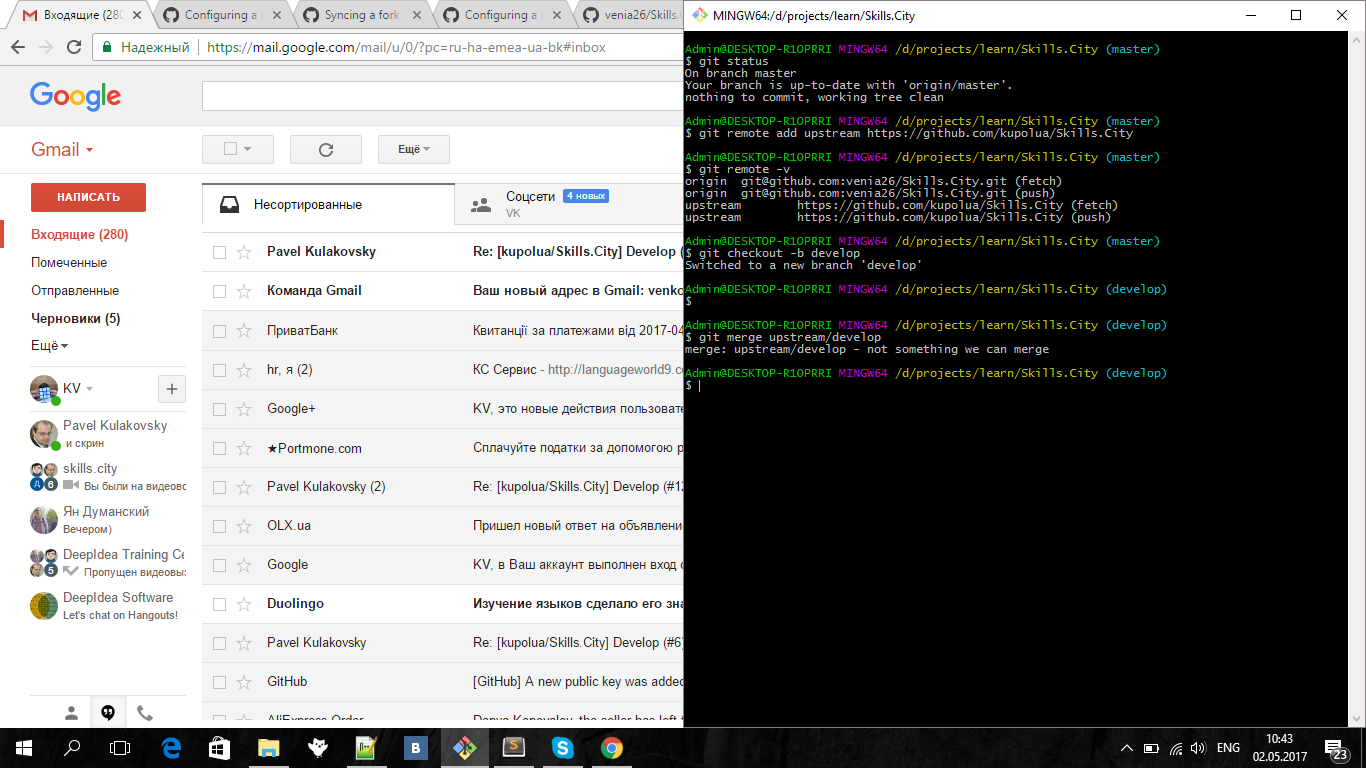 Входящие (280
Configuring a r
Syncing a fork
Configuring a r
venia26/Skills.C
MINGW64:/d/projects/learn/Skills.City
Надежный
https://mail.google.com/mail/u/0/?pc=ru-ha-emea-ua-bk#inbox
Google
Gmail
Ещё
НАПИСАТЬ
Входящие (280)
Помеченные
Отправленные
Черновики (5)
Ещё
KV
Pavel Kulakovsky
и скрин
skills.city
6
Вы были на видеовс
Ян Думанский
Вечером)
DeepIdea Training Ce
5
Пропущен видеовыз
DeepIdea Software
Let's chat on Hangouts!
Несортированные
Соцсети
4 новых
VK
Pavel Kulakovsky
Re: [kupolua/Skills.City] Develop (
Команда Gmail
Ваш новый адрес в Gmail: venko
ПриватБанк
Квитанції за платежами від 2017-04
hr, я (2)
КС Сервис - http://languageworld9.co
Google+
KV, это новые действия пользовате
★Portmone.com
Сплачуйте податки за допомогою р
Pavel Kulakovsky (2)
Re: [kupolua/Skills.City] Develop (#12
OLX.ua
Пришел новый ответ на объявление
Google
KV, в Ваш аккаунт выполнен вход с
Duolingo
Изучение языков сделало его зна
Pavel Kulakovsky
Re: [kupolua/Skills.City] Develop (#6)
GitHub
[GitHub] A new public key was added
AliExpress Order
Danya Konovalov, the seller has left
Admin@DESKTOP-R1OPRRI MINGW64 /d/projects/learn/Skills.City (master)
$ git status
On branch master
Your branch is up-to-date with 'origin/master'.
nothing to commit, working tree clean
Admin@DESKTOP-R1OPRRI MINGW64 /d/projects/learn/Skills.City (master)
$ git remote add upstream https://github.com/kupolua/Skills.City
Admin@DESKTOP-R1OPRRI MINGW64 /d/projects/learn/Skills.City (master)
$ git remote -v
origin  git@github.com:venia26/Skills.City.git (fetch)
origin  git@github.com:venia26/Skills.City.git (push)
upstream        https://github.com/kupolua/Skills.City (fetch)
upstream        https://github.com/kupolua/Skills.City (push)
Admin@DESKTOP-R1OPRRI MINGW64 /d/projects/learn/Skills.City (master)
$ git checkout -b develop
Switched to a new branch 'develop'
Admin@DESKTOP-R1OPRRI MINGW64 /d/projects/learn/Skills.City (develop)
$
Admin@DESKTOP-R1OPRRI MINGW64 /d/projects/learn/Skills.City (develop)
$ git merge upstream/develop
merge: upstream/develop - not something we can merge
Admin@DESKTOP-R1OPRRI MINGW64 /d/projects/learn/Skills.City (develop)
$
ENG
10:43
02.05.2017
23